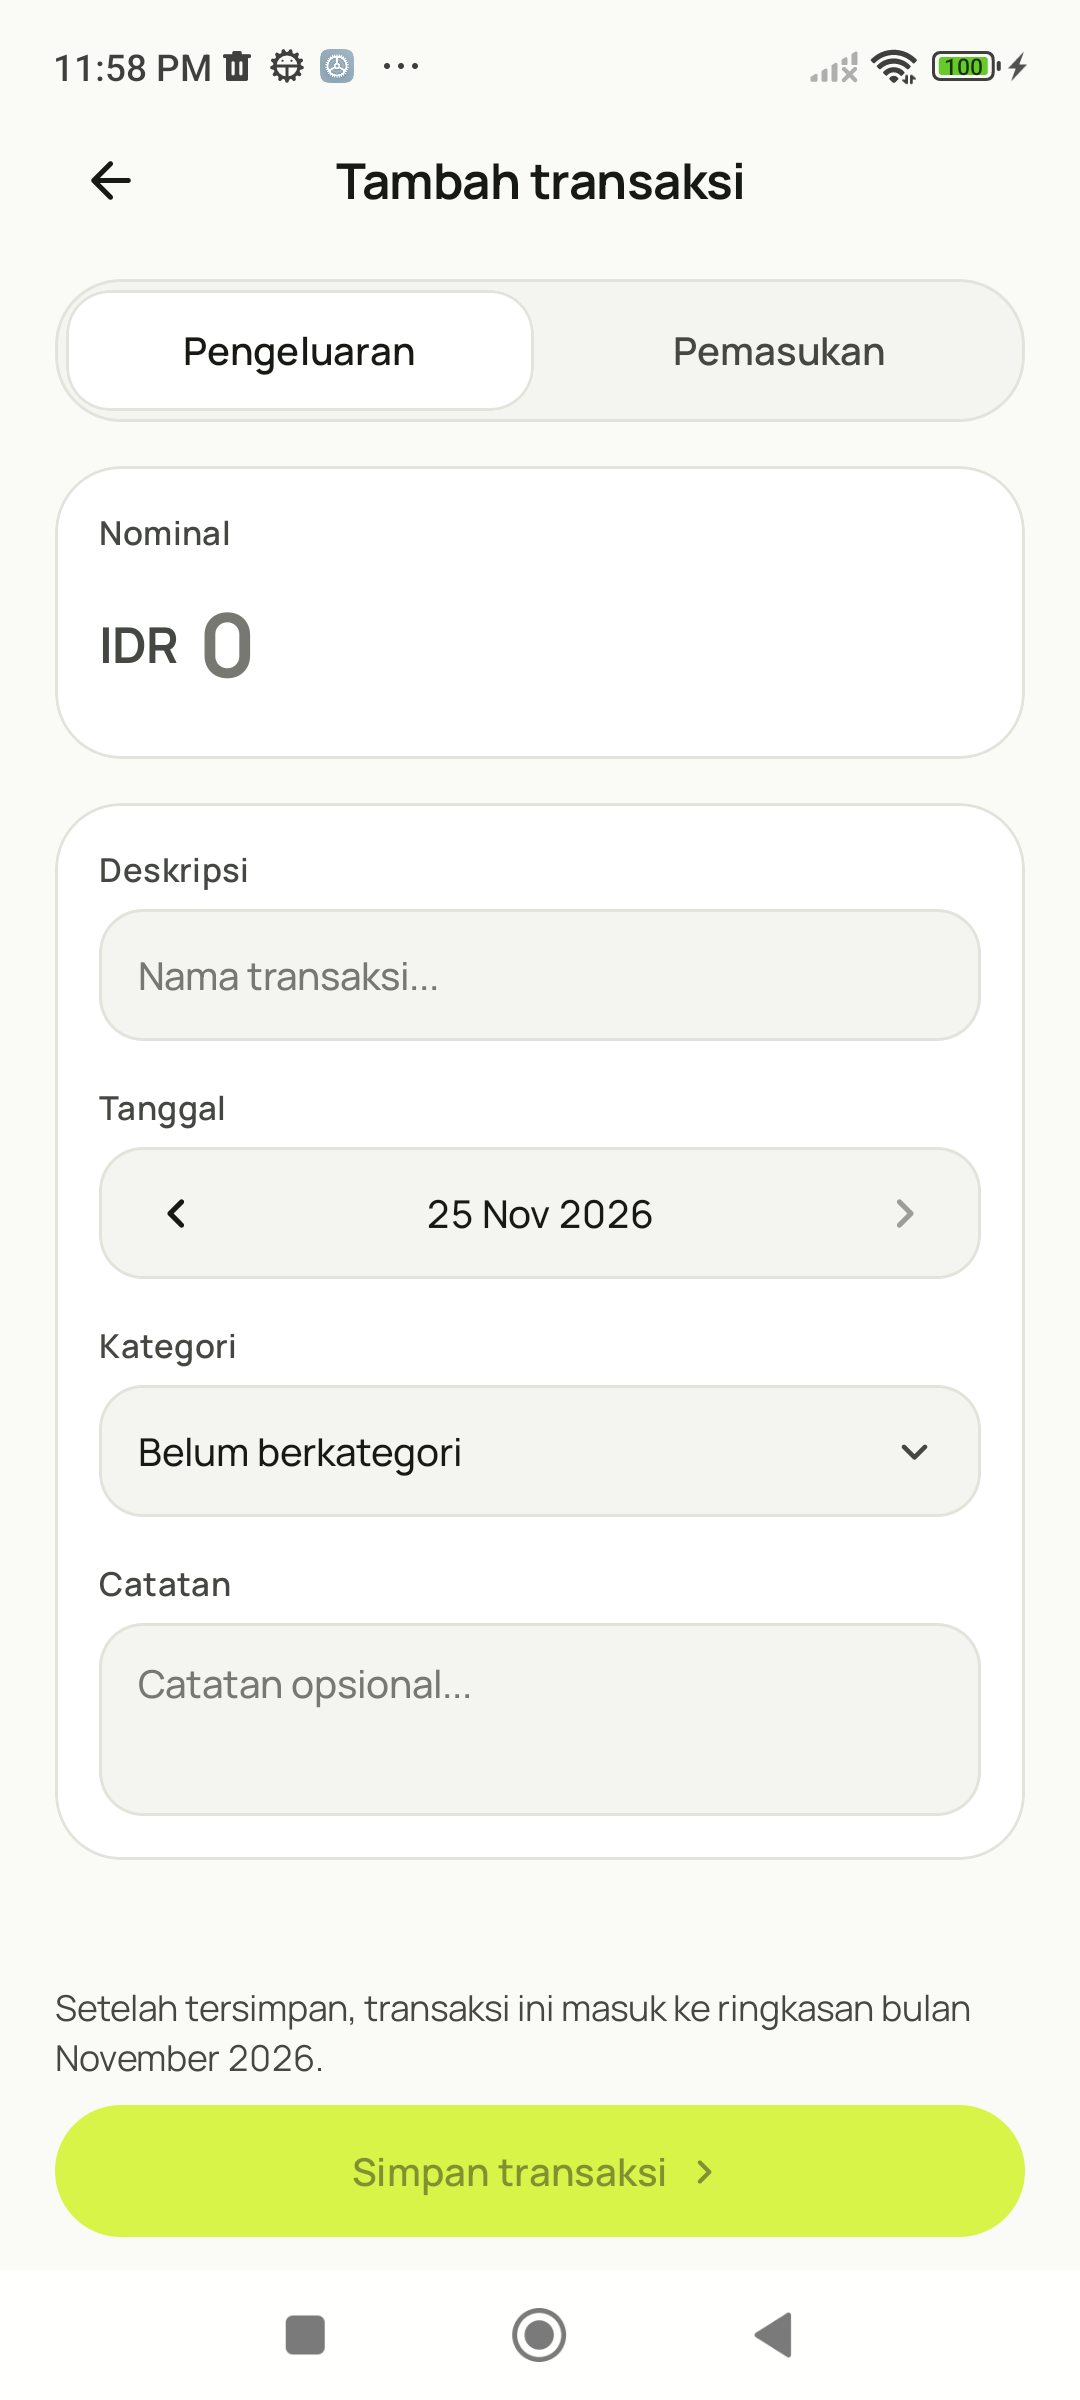 11:58 PM
100
Tambah transaksi
Pengeluaran
Pemasukan
Nominal
IDR 0
Deskripsi
Nama transaksi...
Tanggal
25 Nov 2026
Kategori
Belum berkategori
Catatan
Catatan opsional...
Setelah tersimpan, transaksi ini masuk ke ringkasan bulan
November 2026.
Simpan transaksi